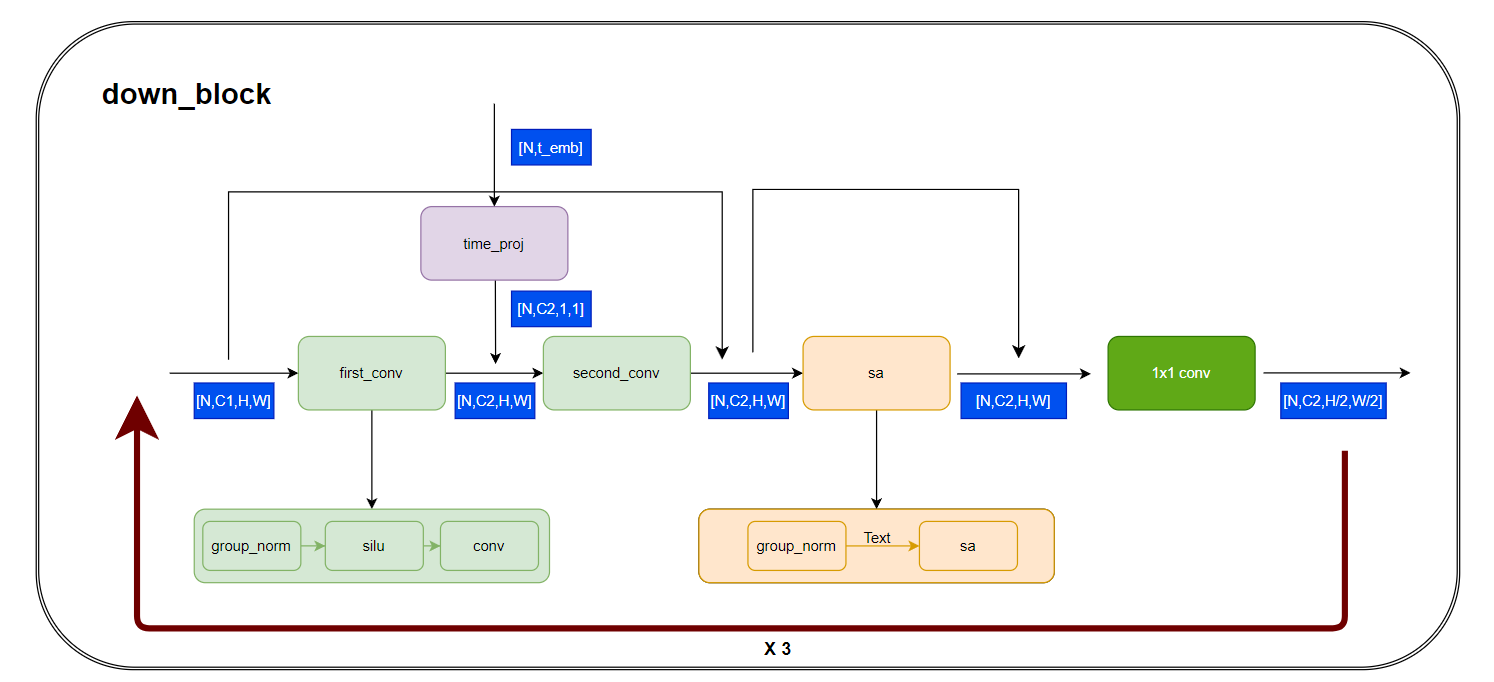 down_block
[N,t_emb]
time_proj
[N,C2,1,1]
first_conv
second_conv
sa
1x1 conv
[N,C1,H,W]
[N,C2,H,W]
[N,C2,H,W]
[N,C2,H,W]
[N,C2,H/2,W/2]
group_norm
silu
conv
group_norm
Text
sa
X 3